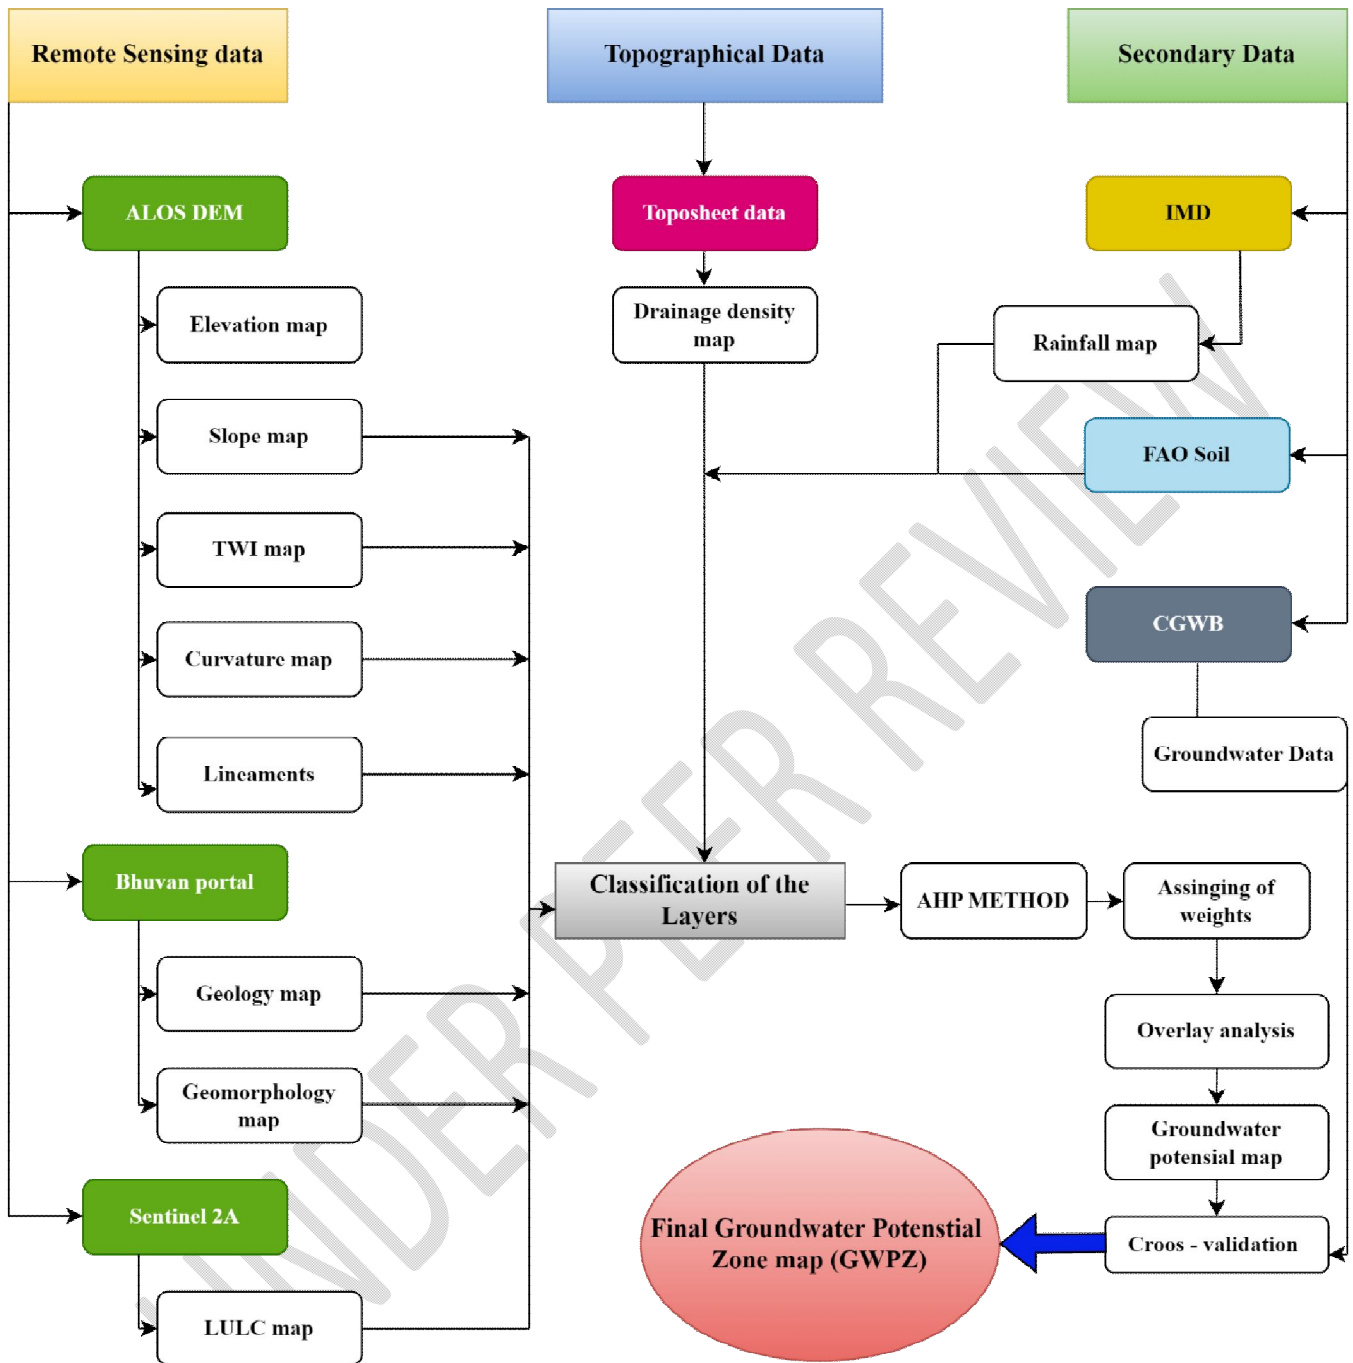 Remote Sensing data
Topographical Data
Secondary Data
ALOS DEM
Toposheet data
IMD
Elevation map
Drainage density
map
Rainfall map
Slope map
FAO Soil
TWI map
CGWB
Curvature map
Groundwater Data
Lineaments
Bhuvan portal
Classification of the
Layers
AHP METHOD
Assinging of
weights
Geology map
Overlay analysis
Geomorphology
map
Groundwater
potensial map
Sentinel 2A
Final Groundwater Potenstial
Zone map (GWPZ)
Croos - validation
LULC map
UNDER PEER REVIEW